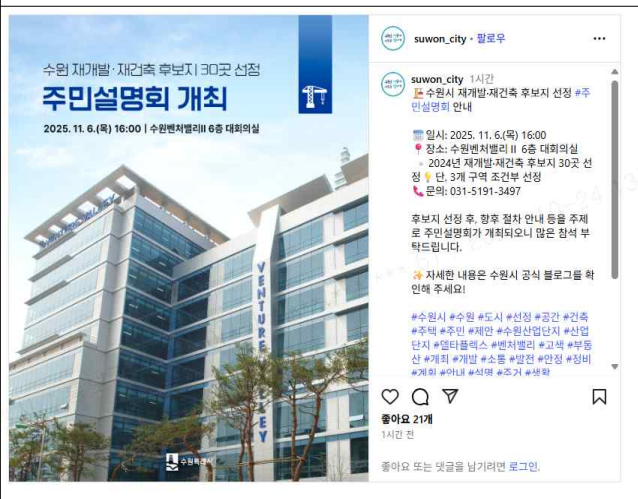 수원 재개발·재건축 후보지 30곳 선정
주민설명회 개최
2025. 11. 6.(목) 16:00 | 수원벤처밸리II 6층 대회의실
VENTURE VALLEY
수원특례시
suwon_city • 팔로우
suwon_city 1시간
수원시 재개발·재건축 후보지 선정 #주
민설명회 안내
일시: 2025. 11. 6.(목) 16:00
장소: 수원벤처밸리 II 6층 대회의실
2024년 재개발·재건축 후보지 30곳 선
정 단, 3개 구역 조건부 선정
문의: 031-5191-3497
후보지 선정 후, 향후 절차 안내 등을 주제
로 주민설명회가 개최되오니 많은 참석 부
탁드립니다.
자세한 내용은 수원시 공식 블로그를 확
인해 주세요!
#수원시 #수원 #도시 #선정 #공간 #건축
#주택 #주민 #제안 #수원산업단지 #산업
단지 #델타플렉스 #벤처밸리 #고색 #부동
산 #개최 #개발 #소통 #발전 #안정 #정비
#계획 #안내 #설명 #주거 #생활
좋아요 21개
1시간 전
좋아요 또는 댓글을 남기려면 로그인.